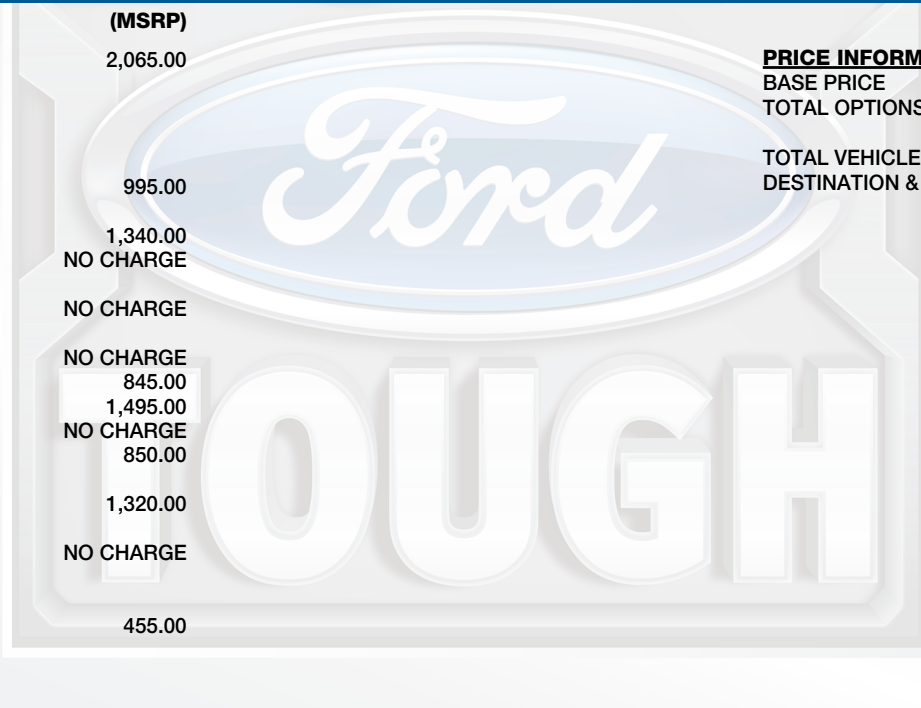 (MSRP)
2,065.00
995.00
1,340.00
NO CHARGE
NO CHARGE
NO CHARGE
845.00
1,495.00
NO CHARGE
850.00
1,320.00
NO CHARGE
455.00
PRICE INFORM
BASE PRICE
TOTAL OPTIONS
TOTAL VEHICLE
DESTINATION &
Ford
TOUGH